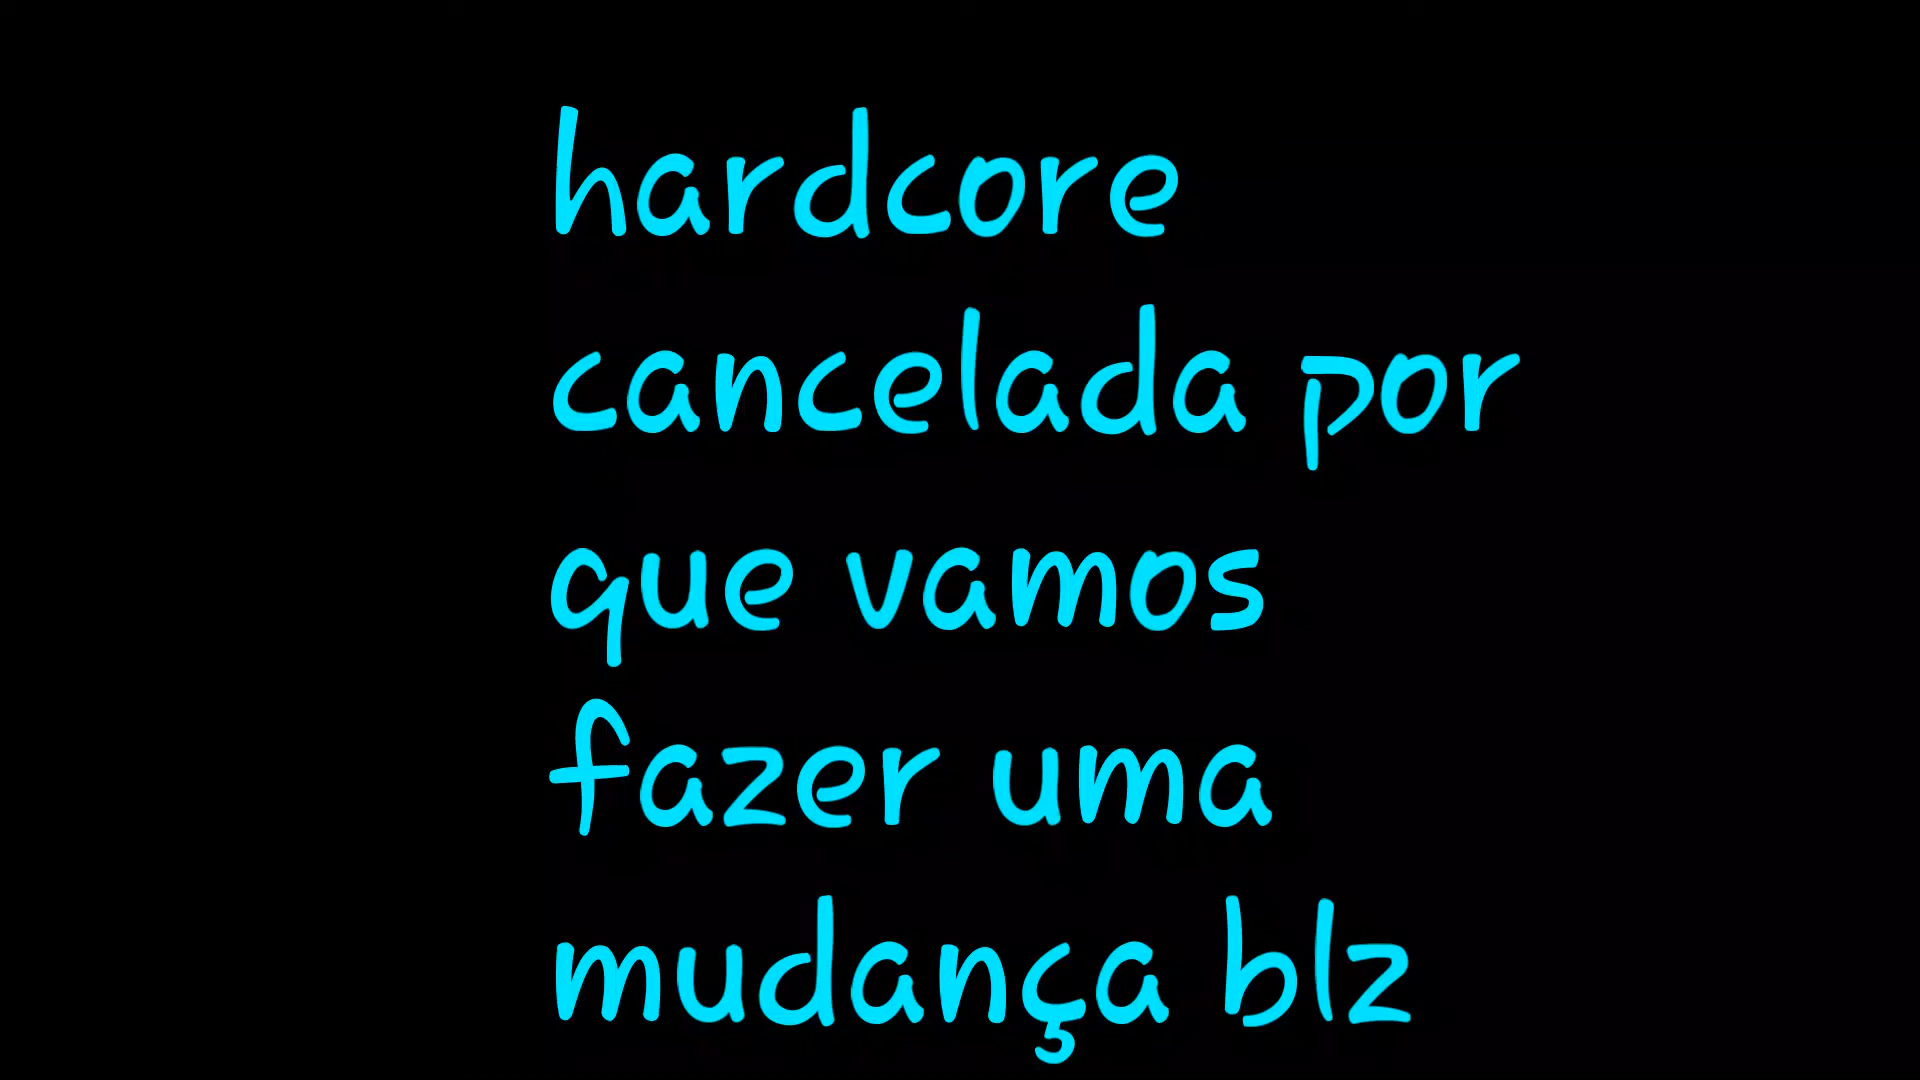 hardcore
cancelada por
que vamos
fazer uma
mudança blz